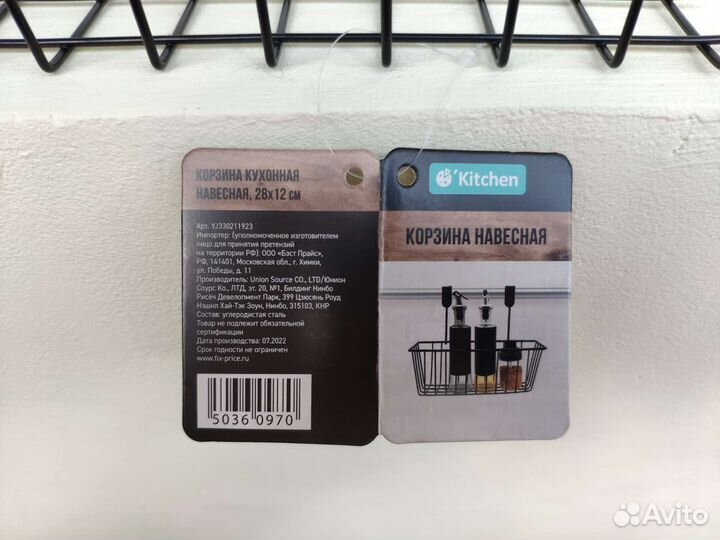 КОРЗИНА КУХОННАЯ
НАВЕСНАЯ, 28x12 см
Арт. YJ330211923
Импортер: (уполномоченное изготовителем
лицо для принятия претензий
на территории РФ): ООО «Бэст Прайс»,
РФ, 141401, Московская обл., г. Химки,
ул. Победы, д. 11
Производитель: Union Source CO., LTD/Юнион
Соурс Ко., ЛТД, эт. 20, №1, Билдинг Нинбо
Рисёч Девелопмент Парк, 399 Цзюсянь Роуд
Нэшнл Хай-Тэк Зоун, Нинбо, 315103, КНР
Состав: углеродистая сталь
Товар не подлежит обязательной
сертификации
Дата производства: 07.2022
Срок годности не ограничен
www.fix-price.ru
5036 0970
Kitchen
КОРЗИНА НАВЕСНАЯ
Avito